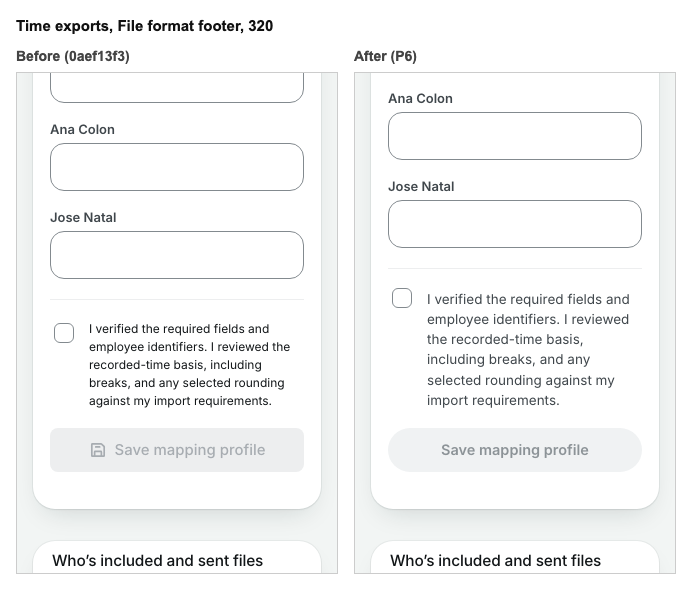 Time exports, File format footer, 320
Before (0aef13f3)
Ana Colon
Jose Natal
I verified the required fields and
employee identifiers. I reviewed the
recorded-time basis, including
breaks, and any selected rounding
against my import requirements.
Save mapping profile
Who’s included and sent files
After (P6)
Ana Colon
Jose Natal
I verified the required fields and
employee identifiers. I reviewed
the recorded-time basis,
including breaks, and any
selected rounding against my
import requirements.
Save mapping profile
Who’s included and sent files